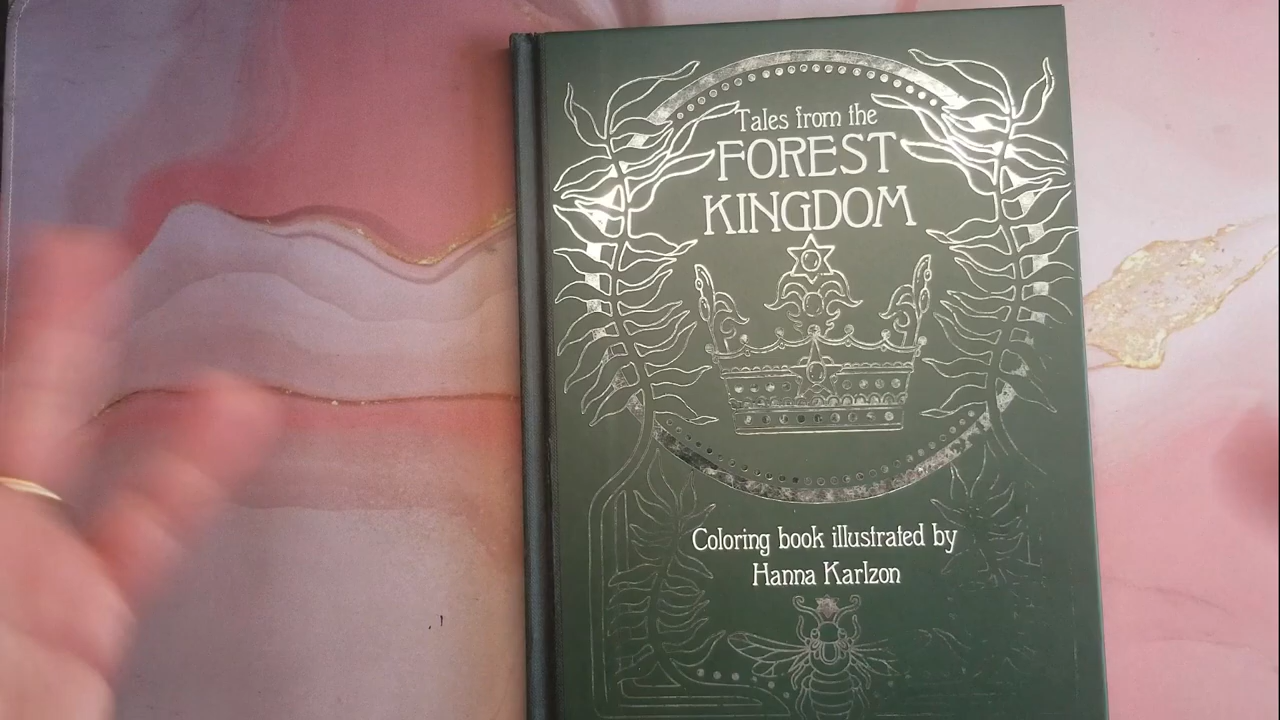 Tales from the
FOREST
KINGDOM
Coloring book illustrated by
Hanna Karlzon